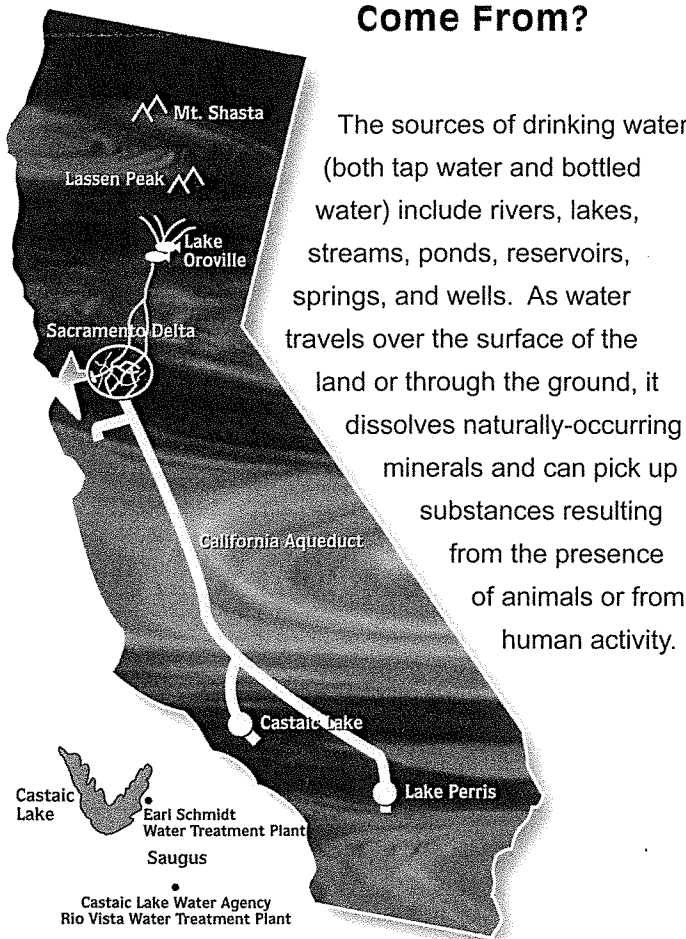 Come From?
The sources of drinking water
(both tap water and bottled
water) include rivers, lakes,
streams, ponds, reservoirs,
springs, and wells. As water
travels over the surface of the
land or through the ground, it
dissolves naturally-occurring
minerals and can pick up
substances resulting
from the presence
of animals or from
human activity.
Mt. Shasta
Lassen Peak
Lake
Oroville
Sacramento Delta
California Aqueduct
Castaic Lake
Lake Perris
Castaic
Lake
Earl Schmidt
Water Treatment Plant
Saugus
Castaic Lake Water Agency
Rio Vista Water Treatment Plant